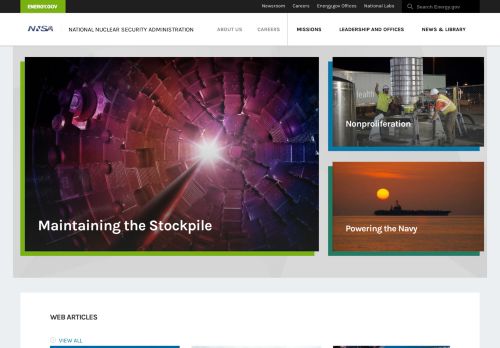 ENERGY.GOV
Newsroom Careers Energy.gov Offices National Labs Search Energy.gov
NNSA NATIONAL NUCLEAR SECURITY ADMINISTRATION ABOUT US CAREERS MISSIONS LEADERSHIP AND OFFICES NEWS & LIBRARY
Health
Nonproliferation
Maintaining the Stockpile
Powering the Navy
WEB ARTICLES
VIEW ALL